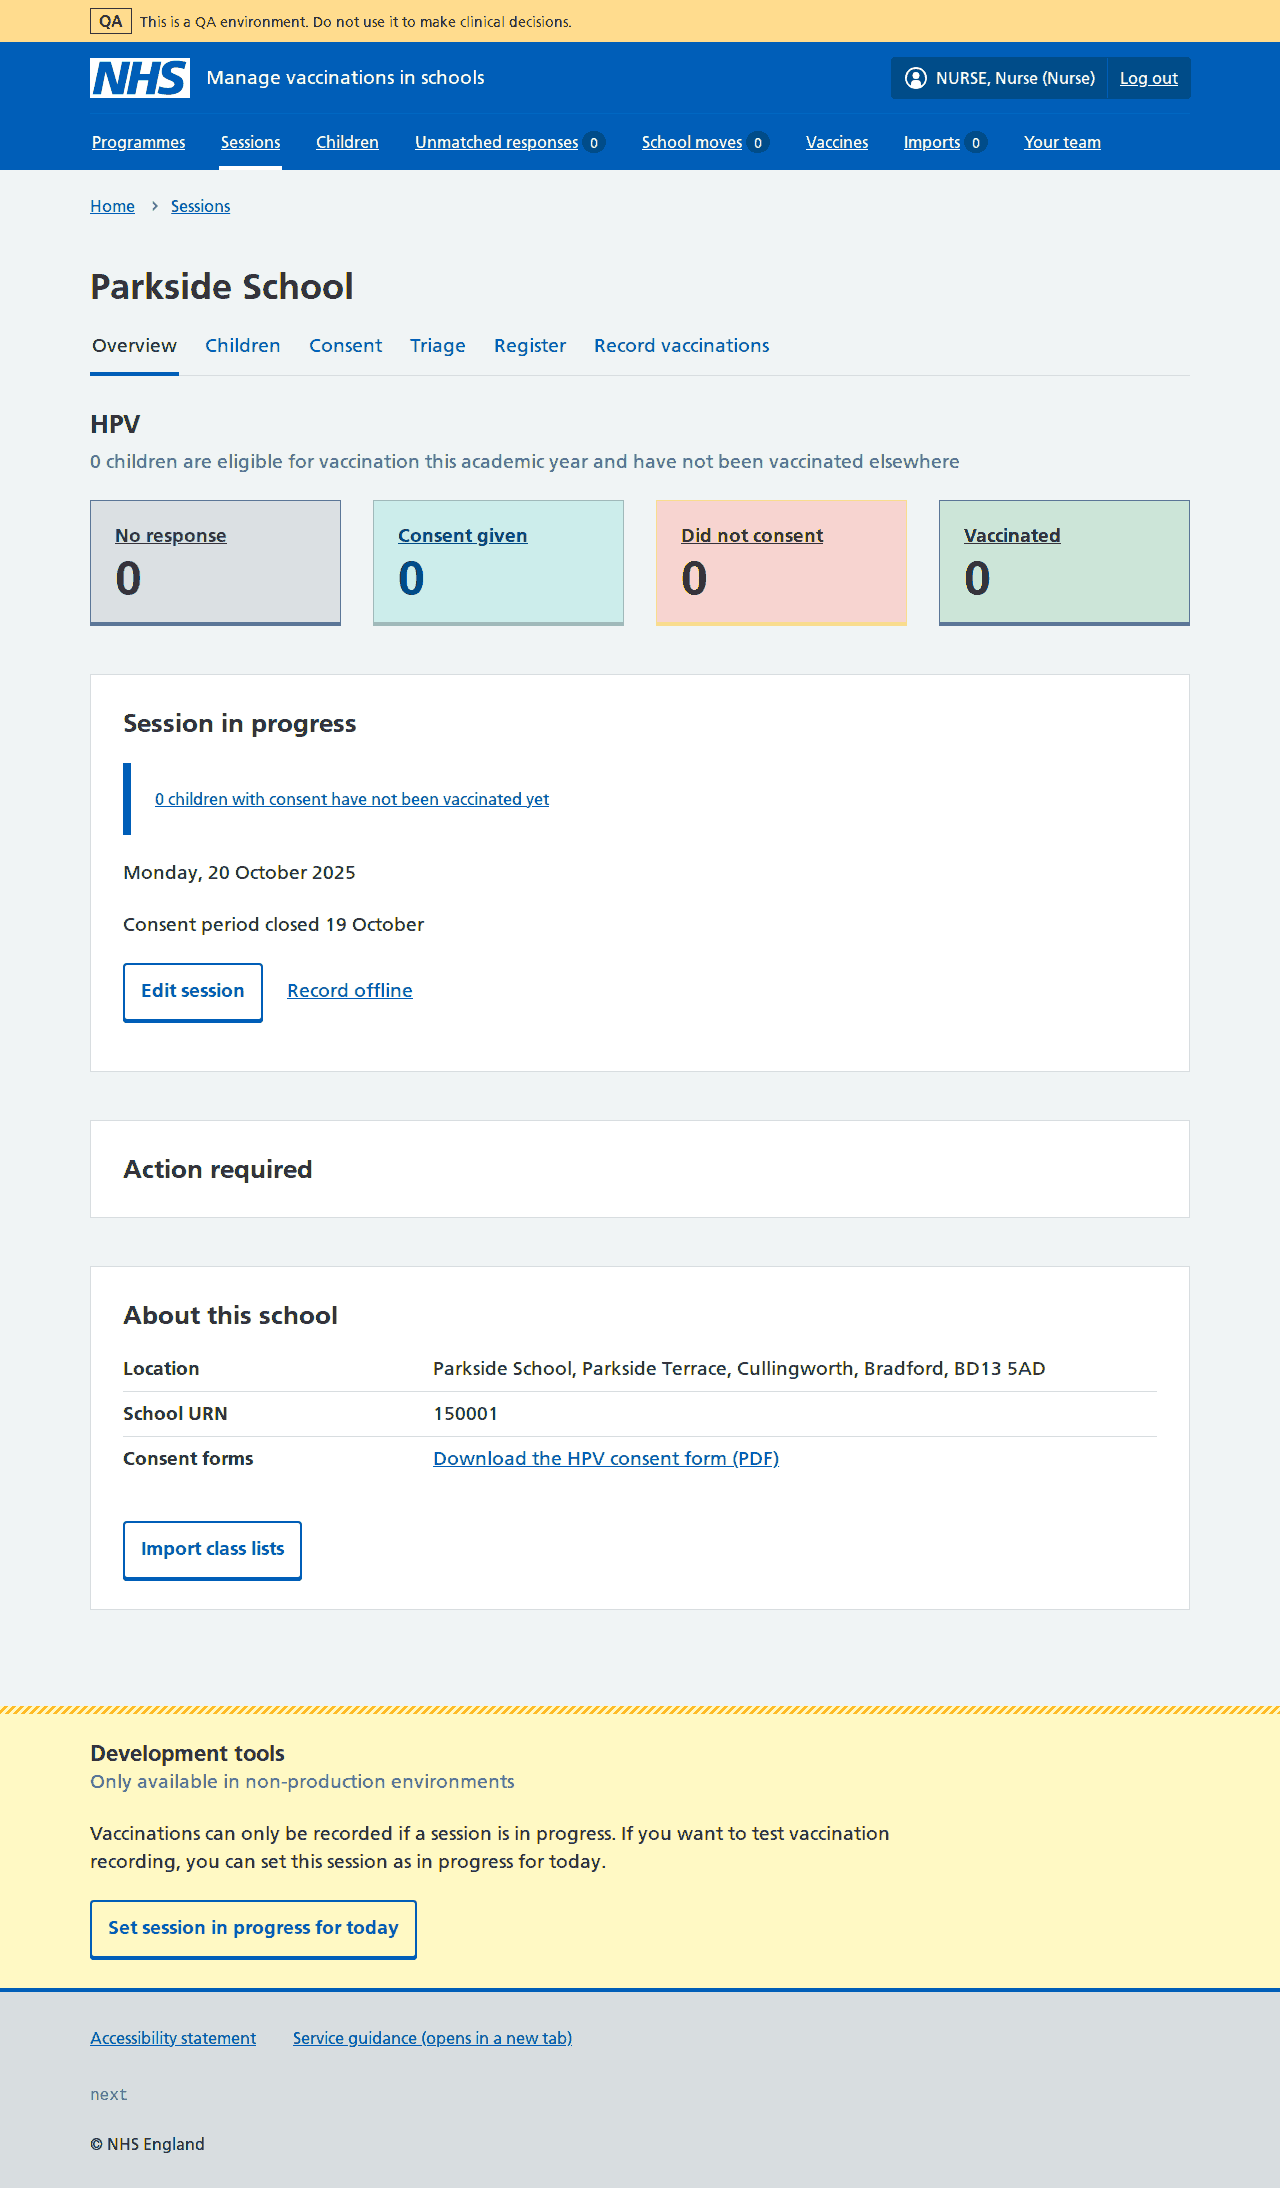 QA This is a QA environment. Do not use it to make clinical decisions.
NHS Manage vaccinations in schools NURSE, Nurse (Nurse) Log out
Programmes Sessions Children Unmatched responses 0 School moves 0 Vaccines Imports 0 Your team
Home Sessions
Parkside School
Overview Children Consent Triage Register Record vaccinations
HPV
0 children are eligible for vaccination this academic year and have not been vaccinated elsewhere
No response Consent given Did not consent Vaccinated
0 0 0 0
Session in progress
0 children with consent have not been vaccinated yet
Monday, 20 October 2025
Consent period closed 19 October
Edit session Record offline
Action required
About this school
Location Parkside School, Parkside Terrace, Cullingworth, Bradford, BD13 5AD
School URN 150001
Consent forms Download the HPV consent form (PDF)
Import class lists
Development tools
Only available in non-production environments
Vaccinations can only be recorded if a session is in progress. If you want to test vaccination
recording, you can set this session as in progress for today.
Set session in progress for today
Accessibility statement Service guidance (opens in a new tab)
next
© NHS England